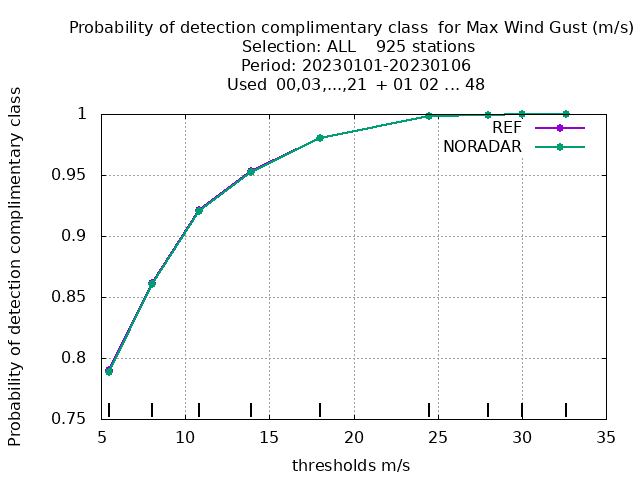 Probability of detection complimentary class  for Max Wind Gust (m/s)
Selection: ALL    925 stations
Period: 20230101-20230106
Used  00,03,...,21  + 01 02 ... 48
Probability of detection complimentary class
1
0.95
0.9
0.85
0.8
0.75
REF
NORADAR
5 10 15 20 25 30 35
thresholds m/s